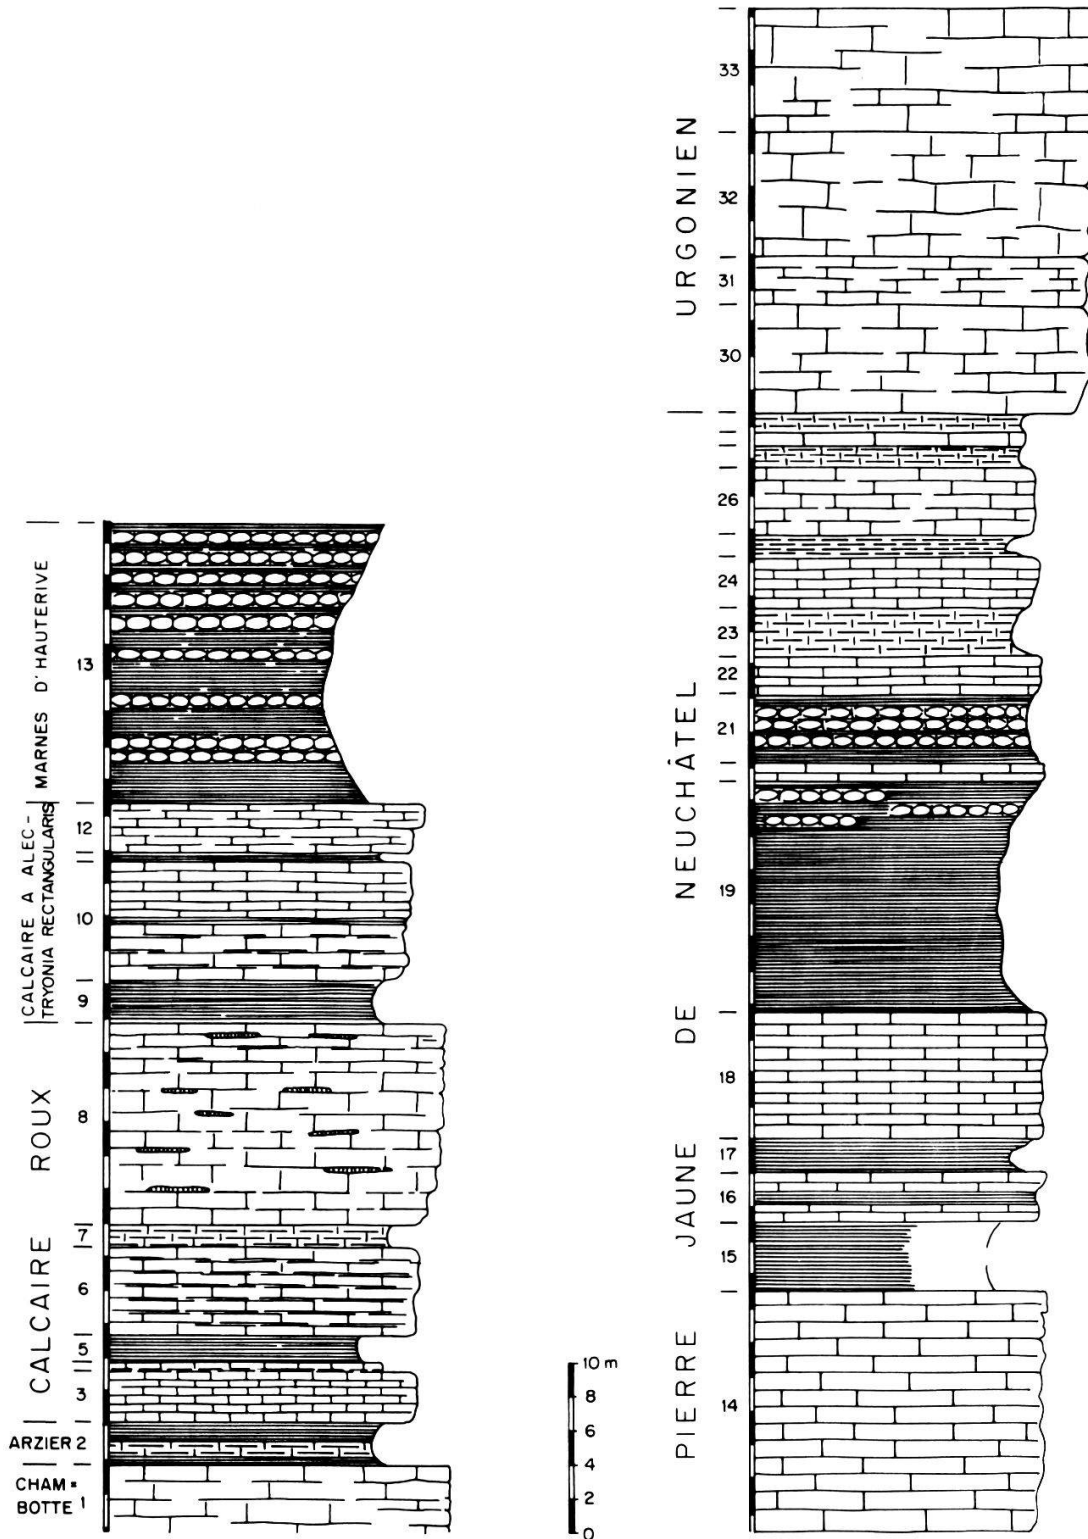 MARNES D'HAUTERIVE
13
CALCAIRE A ALEC-
TRYONIA RECTANGULARIS
12
10
9
CALCAIRE ROUX
8
7
6
5
3
ARZIER 2
CHAM=
BOTTE 1
10 m
8
6
4
2
0
URGONIEN
33
32
31
30
PIERRE JAUNE DE NEUCHÂTEL
26
24
23
22
21
19
18
17
16
15
14